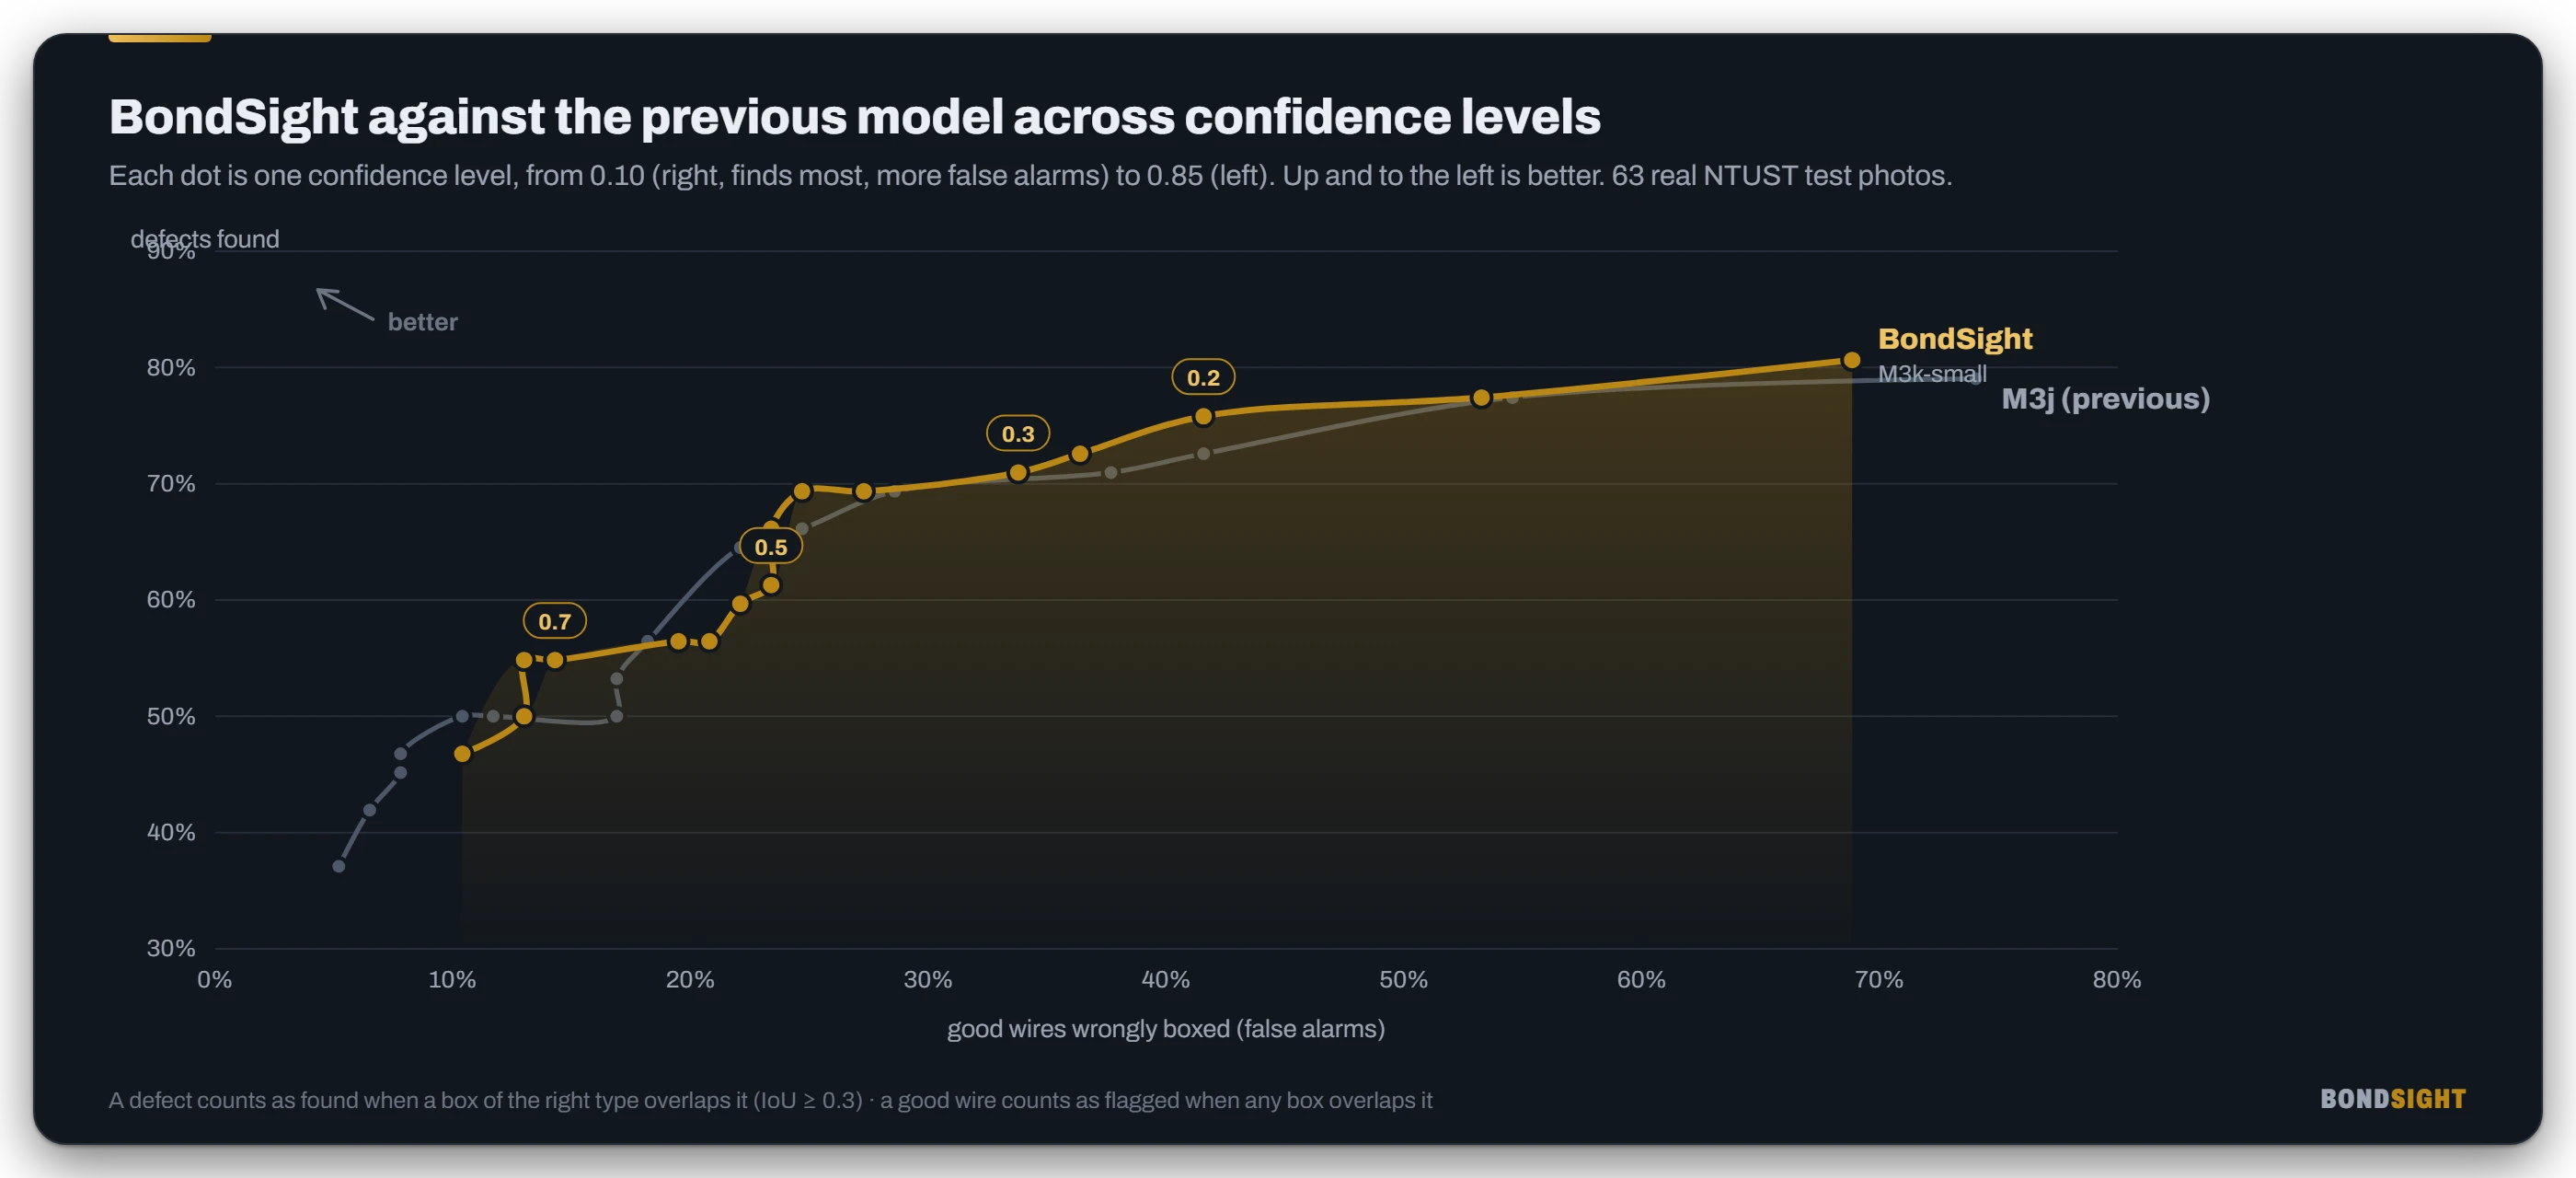 BondSight against the previous model across confidence levels
Each dot is one confidence level, from 0.10 (right, finds most, more false alarms) to 0.85 (left). Up and to the left is better. 63 real NTUST test photos.
defects found
90%
better
BondSight
80%
0.2
M3k-small
M3j (previous)
0.3
70%
0.5
60%
0.7
50%
40%
30%
0% 10% 20% 30% 40% 50% 60% 70% 80%
good wires wrongly boxed (false alarms)
A defect counts as found when a box of the right type overlaps it (IoU ≥ 0.3) · a good wire counts as flagged when any box overlaps it
BONDSIGHT